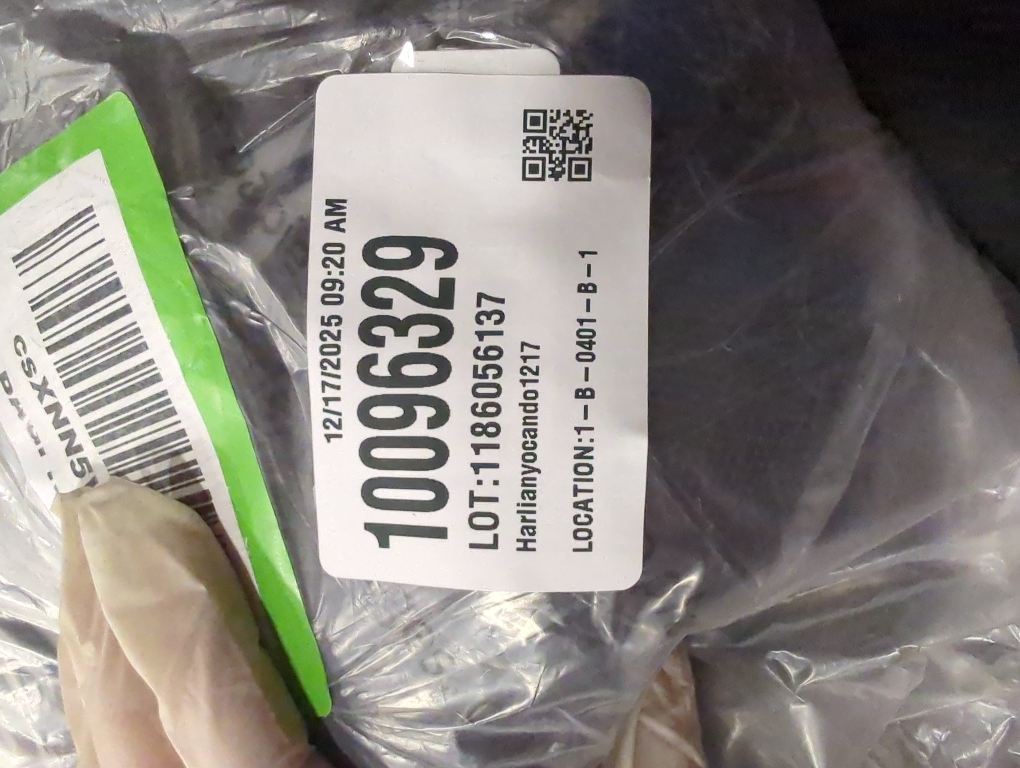 12/17/2025 09:20 AM
10096329
LOT:1186056137
Harlianyocando1217
LOCATION:1-B-0401-B-1
CSXNN5